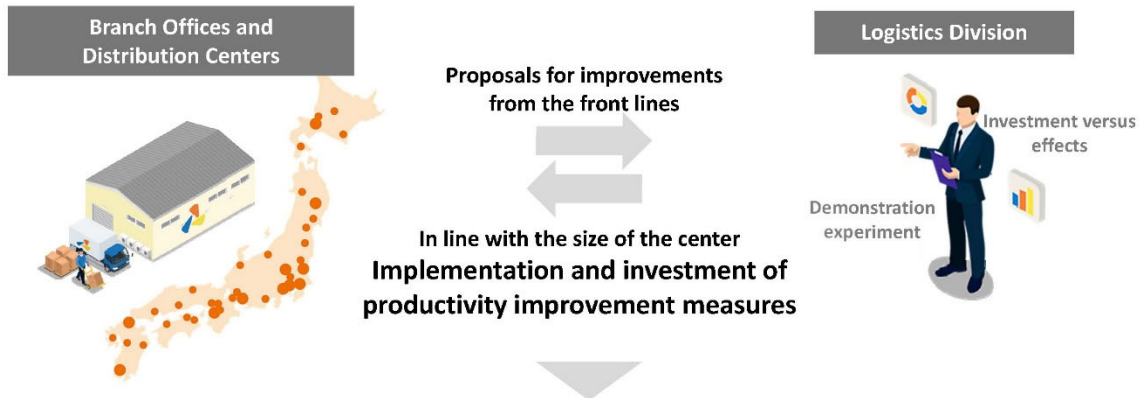 Branch Offices and
Distribution Centers
Proposals for improvements
from the front lines
In line with the size of the center
Implementation and investment of
productivity improvement measures
Logistics Division
Investment versus
effects
Demonstration
experiment